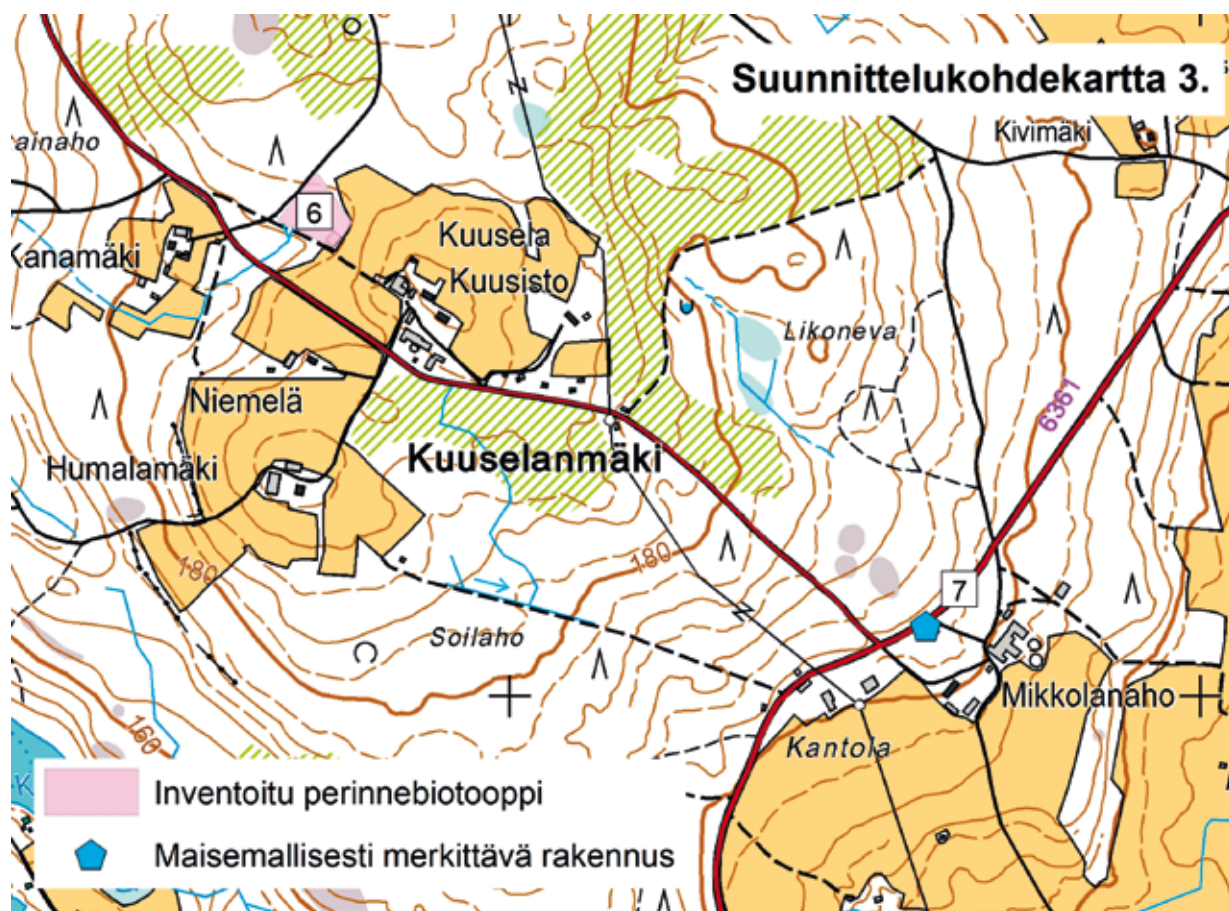 Suunnittelukohdekartta 3.
Kivimäki
ainaho
6
Kuusela
Kanamäki
Kuusisto
Likoneva
6361
Niemelä
Kuuselanmäki
Humalamäki
180
180
7
Soilaho
Mikkolanaho
160
Kantola
K
Inventoitu perinnebiotooppi
Maisemallisesti merkittävä rakennus